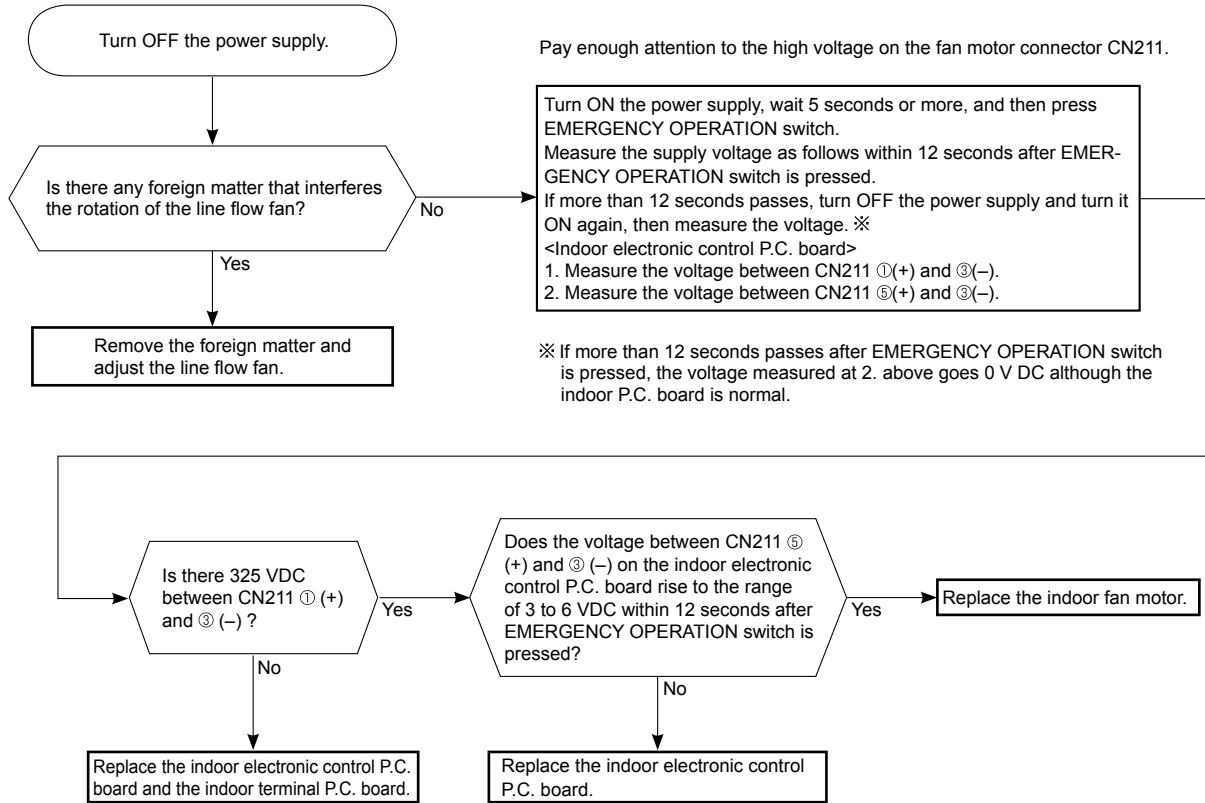 Turn OFF the power supply.
Pay enough attention to the high voltage on the fan motor connector CN211.
Is there any foreign matter that interferes
the rotation of the line flow fan?
No
Yes
Remove the foreign matter and
adjust the line flow fan.
Turn ON the power supply, wait 5 seconds or more, and then press
EMERGENCY OPERATION switch.
Measure the supply voltage as follows within 12 seconds after EMER-
GENCY OPERATION switch is pressed.
If more than 12 seconds passes, turn OFF the power supply and turn it
ON again, then measure the voltage. ※
<Indoor electronic control P.C. board>
1. Measure the voltage between CN211 ①(+) and ③(–).
2. Measure the voltage between CN211 ⑤(+) and ③(–).
※ If more than 12 seconds passes after EMERGENCY OPERATION switch
is pressed, the voltage measured at 2. above goes 0 V DC although the
indoor P.C. board is normal.
Is there 325 VDC
between CN211 ① (+)
and ③ (–) ?
Yes
No
Replace the indoor electronic control P.C.
board and the indoor terminal P.C. board.
Does the voltage between CN211 ⑤
(+) and ③ (–) on the indoor electronic
control P.C. board rise to the range
of 3 to 6 VDC within 12 seconds after
EMERGENCY OPERATION switch is
pressed?
Yes
No
Replace the indoor electronic control
P.C. board.
Replace the indoor fan motor.